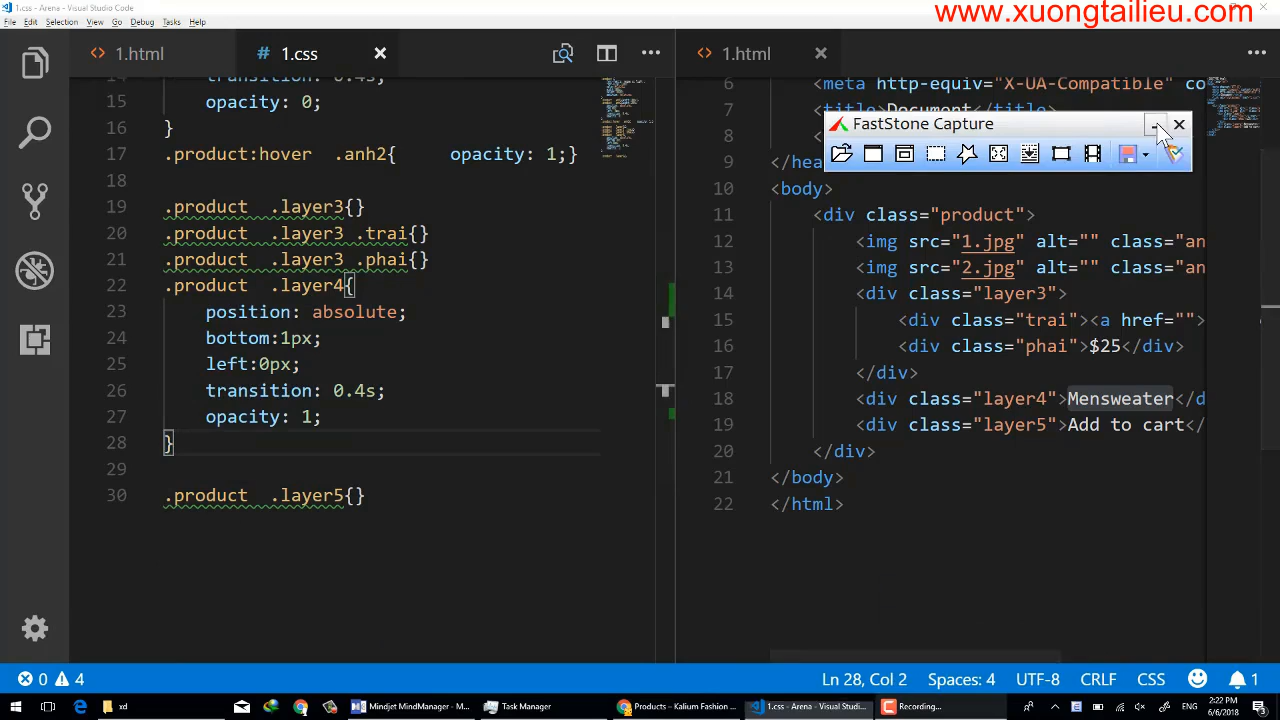 1.css - Arena - Visual Studio Code
www.xuongtailieu.com
File Edit Selection View Go Debug Tasks Help
1.html
# 1.css
1.html
transition: 0.4s;
15 opacity: 0;
16 }
17 .product:hover .anh2{ opacity: 1;}
18
19 .product .layer3{}
20 .product .layer3 .trai{}
21 .product .layer3 .phai{}
22 .product .layer4{
23 position: absolute;
24 bottom:1px;
25 left:0px;
26 transition: 0.4s;
27 opacity: 1;
28 }
29
30 .product .layer5{}
6 <meta http-equiv="X-UA-Compatible" co
7 <title>Document</title>
FastStone Capture
8
9 </hea
10 <body>
11 <div class="product">
12 <img src="1.jpg" alt="" class="an
13 <img src="2.jpg" alt="" class="an
14 <div class="layer3">
15 <div class="trai"><a href="">
16 <div class="phai">$25</div>
17 </div>
18 <div class="layer4">Mensweater</d
19 <div class="layer5">Add to cart</
20 </div>
21 </body>
22 </html>
0 4 Ln 28, Col 2 Spaces: 4 UTF-8 CRLF CSS 1
xd Mindjet MindManager - M... Task Manager Products – Kalium Fashion ... 1.css - Arena - Visual Studi... Recording... 2:22 PM
6/6/2018